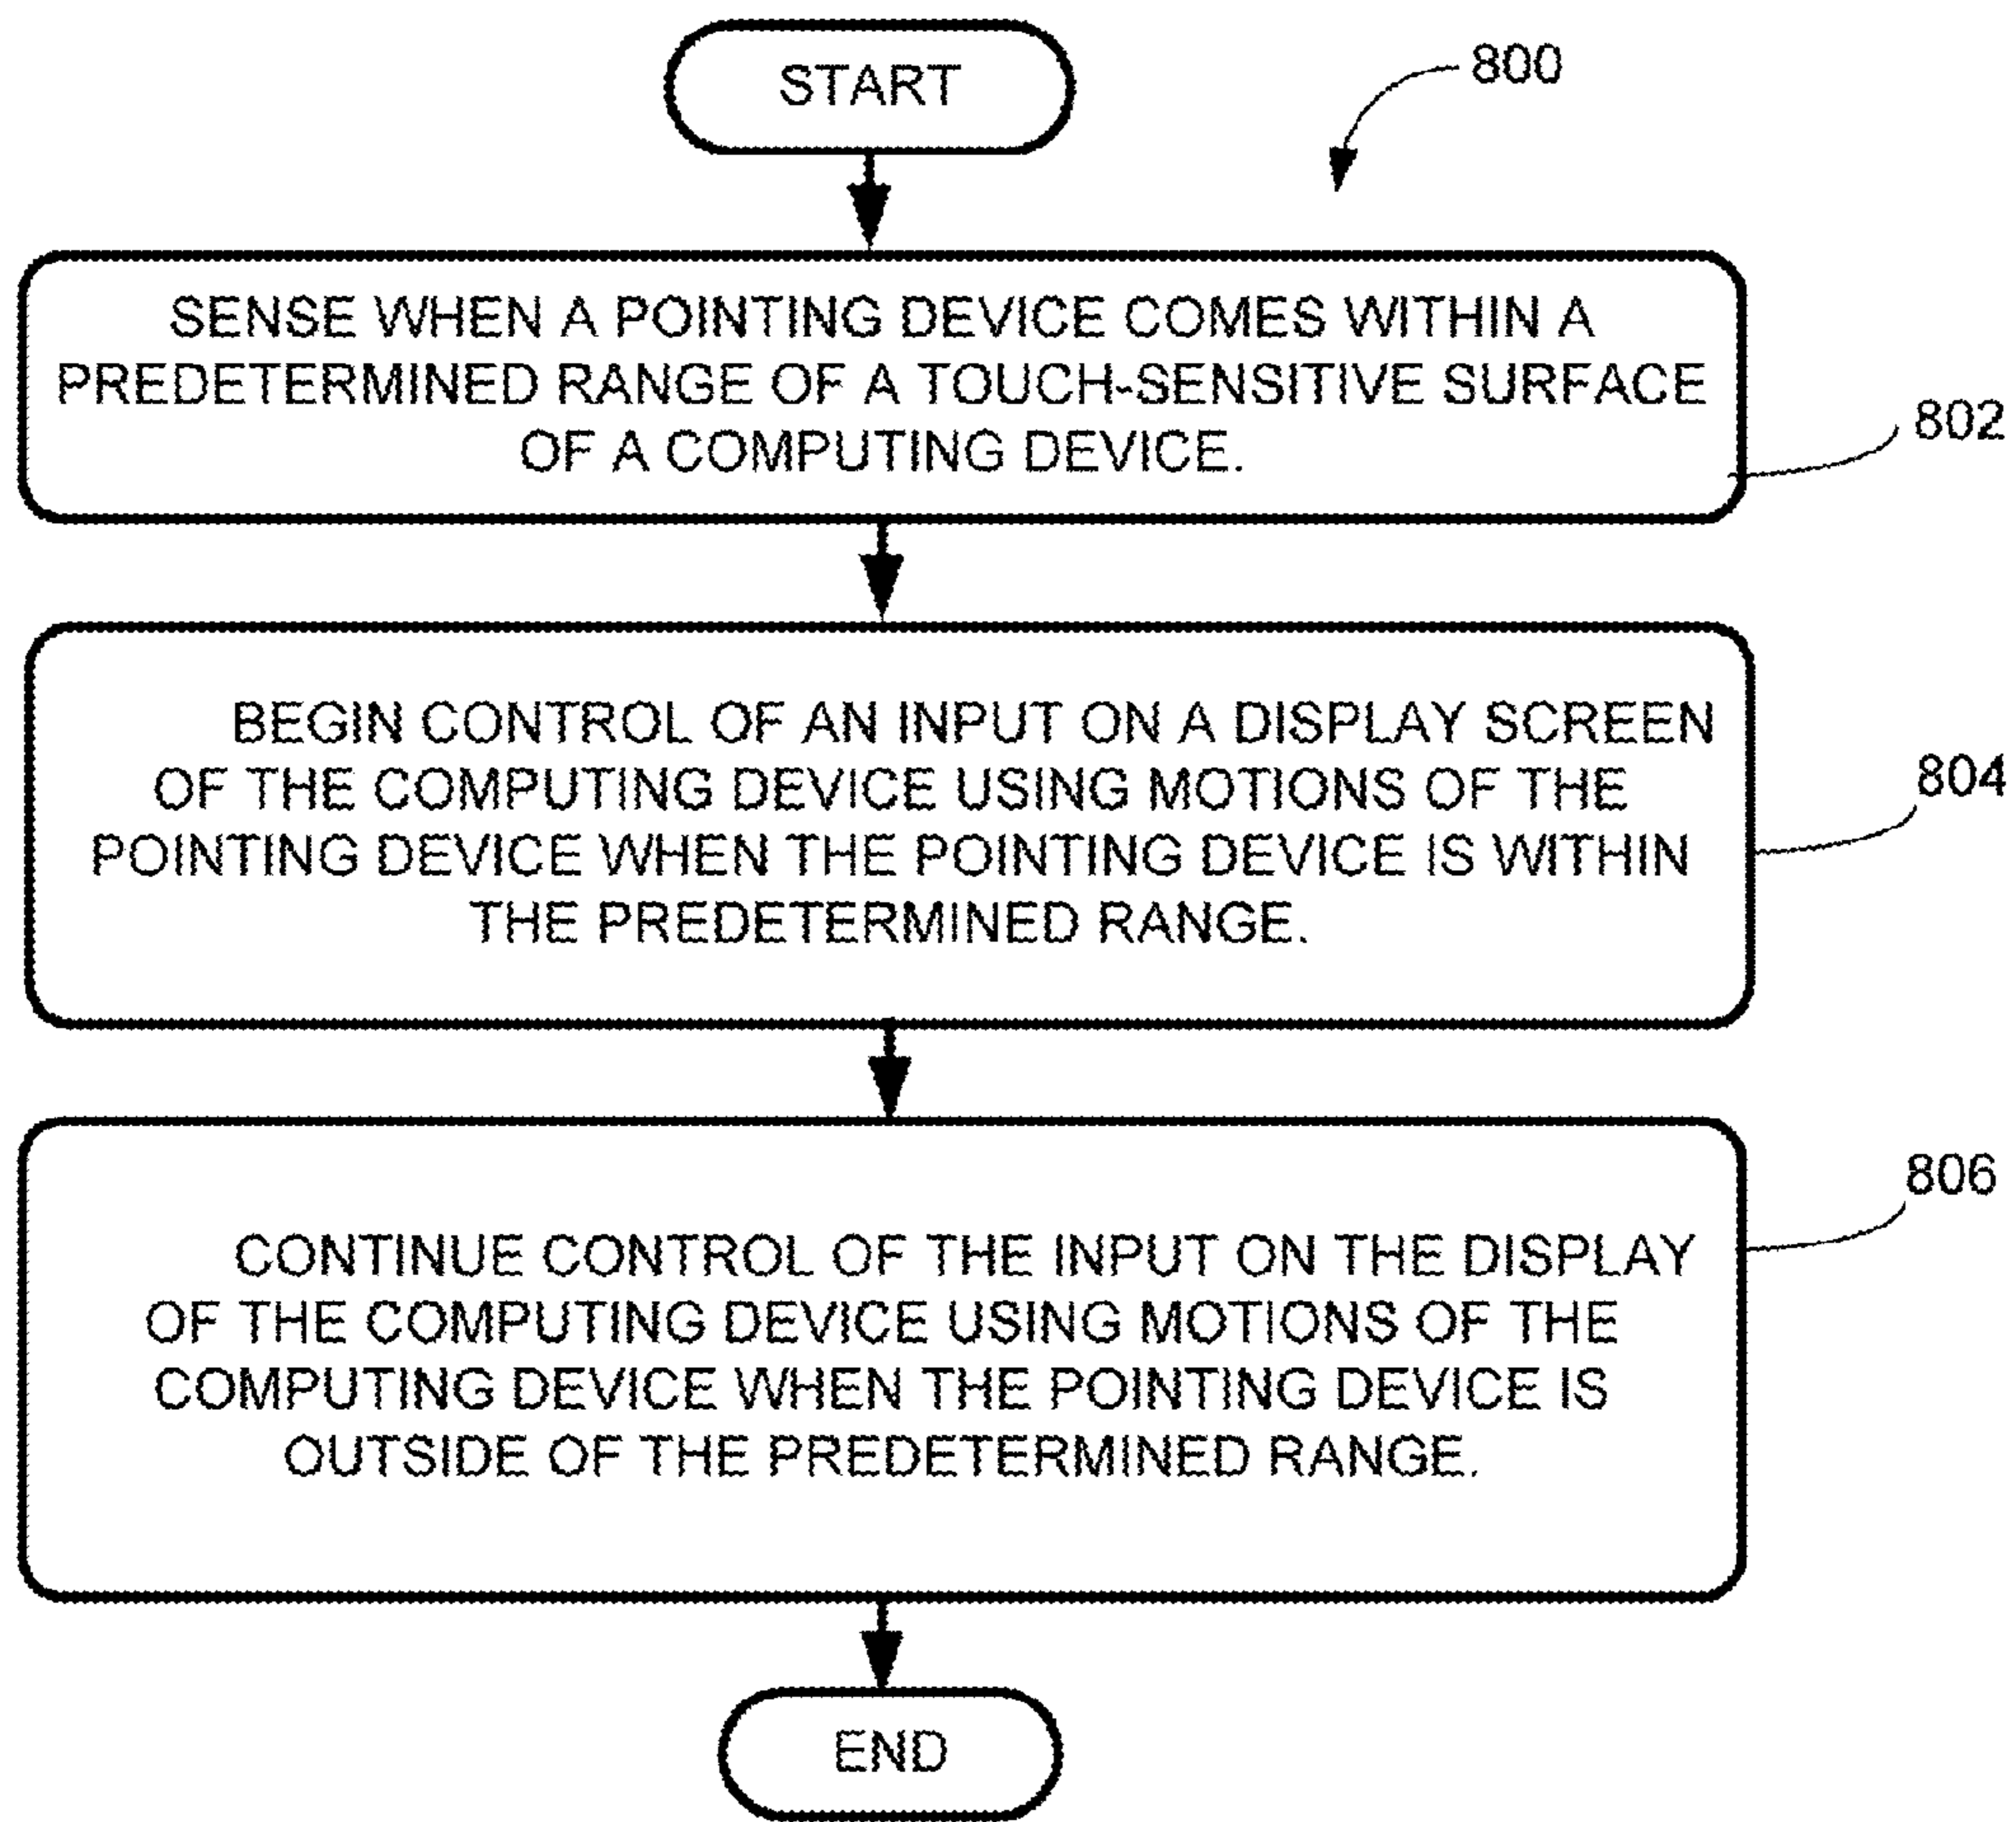 START
800
SENSE WHEN A POINTING DEVICE COMES WITHIN A
PREDETERMINED RANGE OF A TOUCH-SENSITIVE SURFACE
OF A COMPUTING DEVICE.
802
BEGIN CONTROL OF AN INPUT ON A DISPLAY SCREEN
OF THE COMPUTING DEVICE USING MOTIONS OF THE
POINTING DEVICE WHEN THE POINTING DEVICE IS WITHIN
THE PREDETERMINED RANGE.
804
CONTINUE CONTROL OF THE INPUT ON THE DISPLAY
OF THE COMPUTING DEVICE USING MOTIONS OF THE
COMPUTING DEVICE WHEN THE POINTING DEVICE IS
OUTSIDE OF THE PREDETERMINED RANGE.
806
END